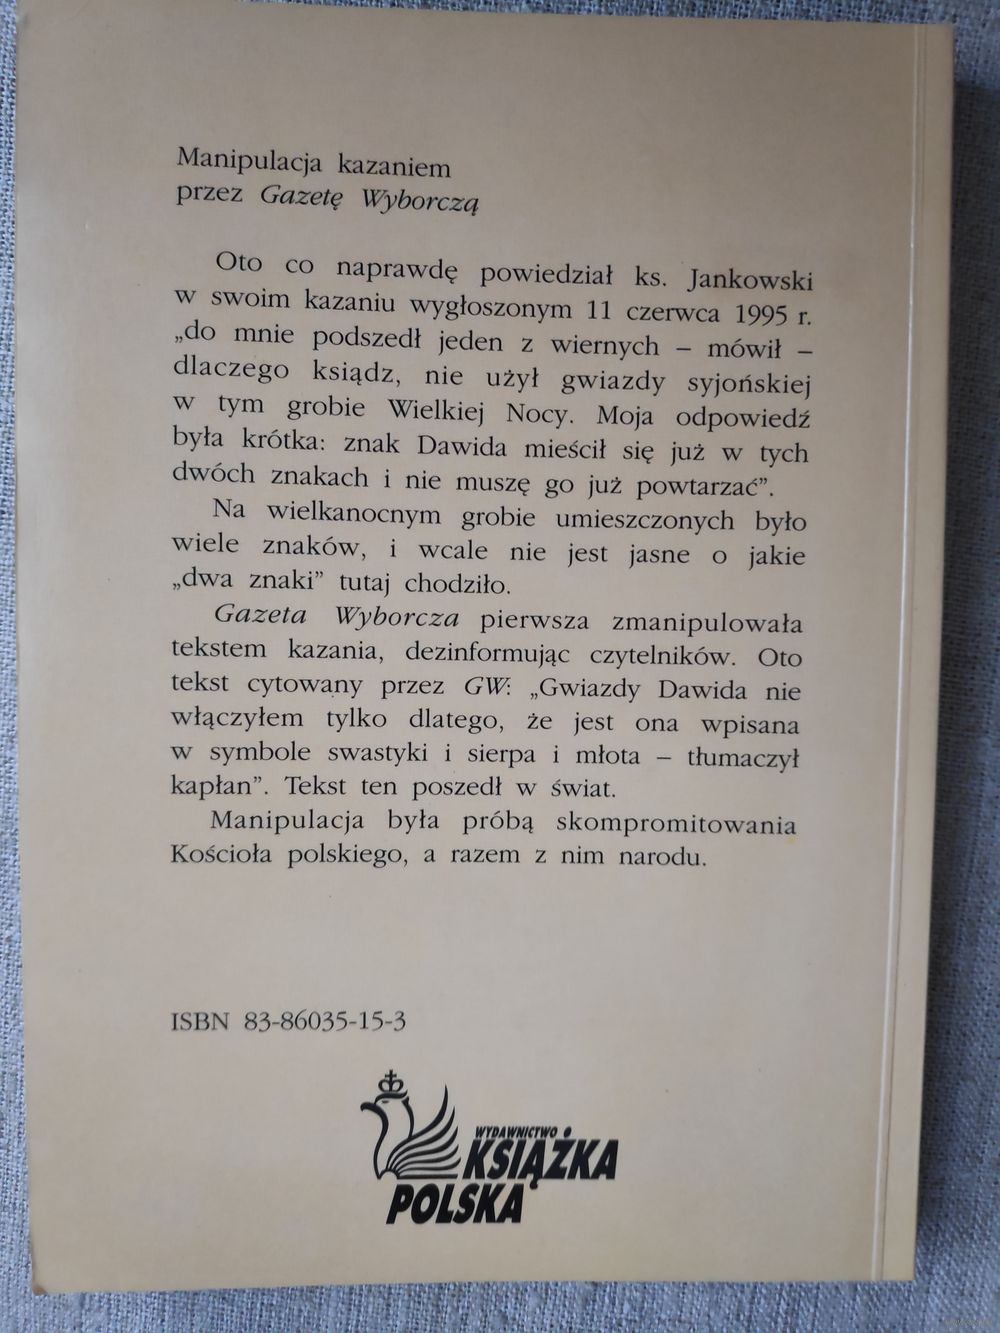 Manipulacja kazaniem
przez Gazetę Wyborczą
Oto co naprawdę powiedział ks. Jankowski
w swoim kazaniu wygłoszonym 11 czerwca 1995 r.
„do mnie podszedł jeden z wiernych – mówił –
dlaczego ksiądz, nie użył gwiazdy syjońskiej
w tym grobie Wielkiej Nocy. Moja odpowiedź
była krótka: znak Dawida mieścił się już w tych
dwóch znakach i nie muszę go już powtarzać”.
Na wielkanocnym grobie umieszczonych było
wiele znaków, i wcale nie jest jasne o jakie
„dwa znaki” tutaj chodziło.
Gazeta Wyborcza pierwsza zmanipulowała
tekstem kazania, dezinformując czytelników. Oto
tekst cytowany przez GW: „Gwiazdy Dawida nie
włączyłem tylko dlatego, że jest ona wpisana
w symbole swastyki i sierpa i młota – tłumaczył
kapłan”. Tekst ten poszedł w świat.
Manipulacja była próbą skompromitowania
Kościoła polskiego, a razem z nim narodu.
ISBN 83-86035-15-3
WYDAWNICTWO
KSIĄŻKA
POLSKA